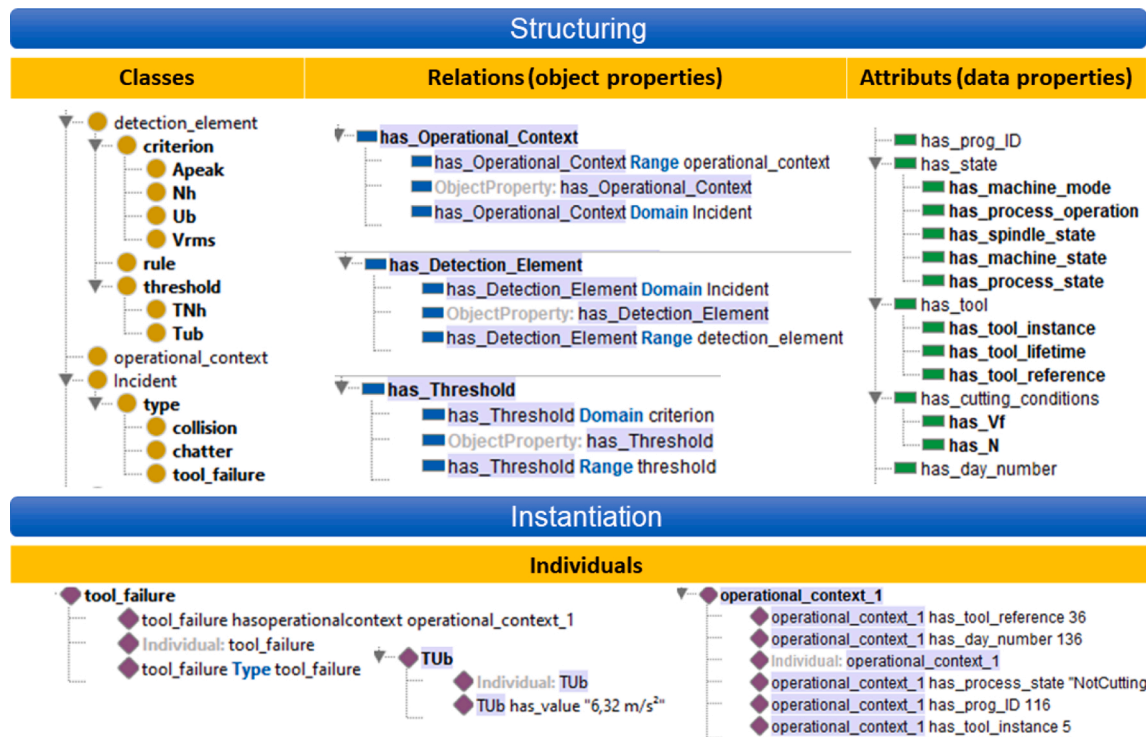 Structuring
Classes
Relations (object properties)
Attributs (data properties)
detection_element
criterion
Apeak
Nh
Ub
Vrms
rule
threshold
TNh
Tub
operational_context
Incident
type
collision
chatter
tool_failure
has_Operational_Context
has_Operational_Context Range operational_context
ObjectProperty: has_Operational_Context
has_Operational_Context Domain Incident
has_Detection_Element
has_Detection_Element Domain Incident
ObjectProperty: has_Detection_Element
has_Detection_Element Range detection_element
has_Threshold
has_Threshold Domain criterion
ObjectProperty: has_Threshold
has_Threshold Range threshold
has_prog_ID
has_state
has_machine_mode
has_process_operation
has_spindle_state
has_machine_state
has_process_state
has_tool
has_tool_instance
has_tool_lifetime
has_tool_reference
has_cutting_conditions
has_Vf
has_N
has_day_number
Instantiation
Individuals
tool_failure
tool_failure hasoperationalcontext operational_context_1
Individual: tool_failure
tool_failure Type tool_failure
TUb
Individual: TUb
TUb has_value "6,32 m/s²"
operational_context_1
operational_context_1 has_tool_reference 36
operational_context_1 has_day_number 136
Individual: operational_context_1
operational_context_1 has_process_state "NotCutting
operational_context_1 has_prog_ID 116
operational_context_1 has_tool_instance 5